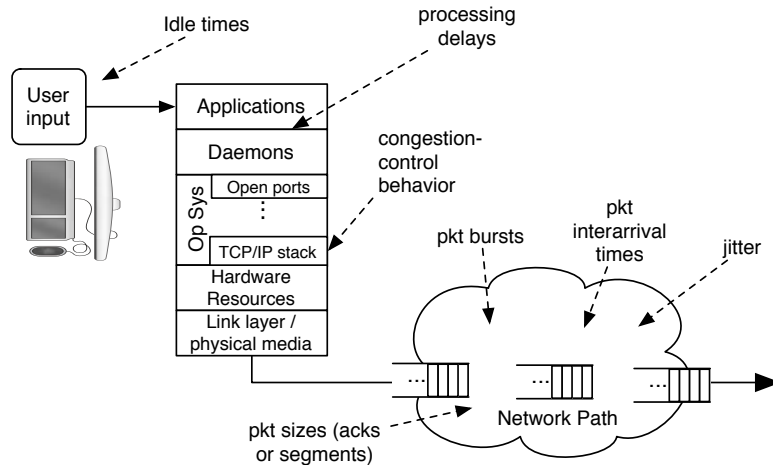 Idle times
processing
delays
User
input
Applications
Daemons
congestion-
control
behavior
Op Sys
Open ports
...
TCP/IP stack
Hardware
Resources
Link layer /
physical media
pkt bursts
pkt
interarrival
times
jitter
...
...
...
Network Path
pkt sizes (acks
or segments)